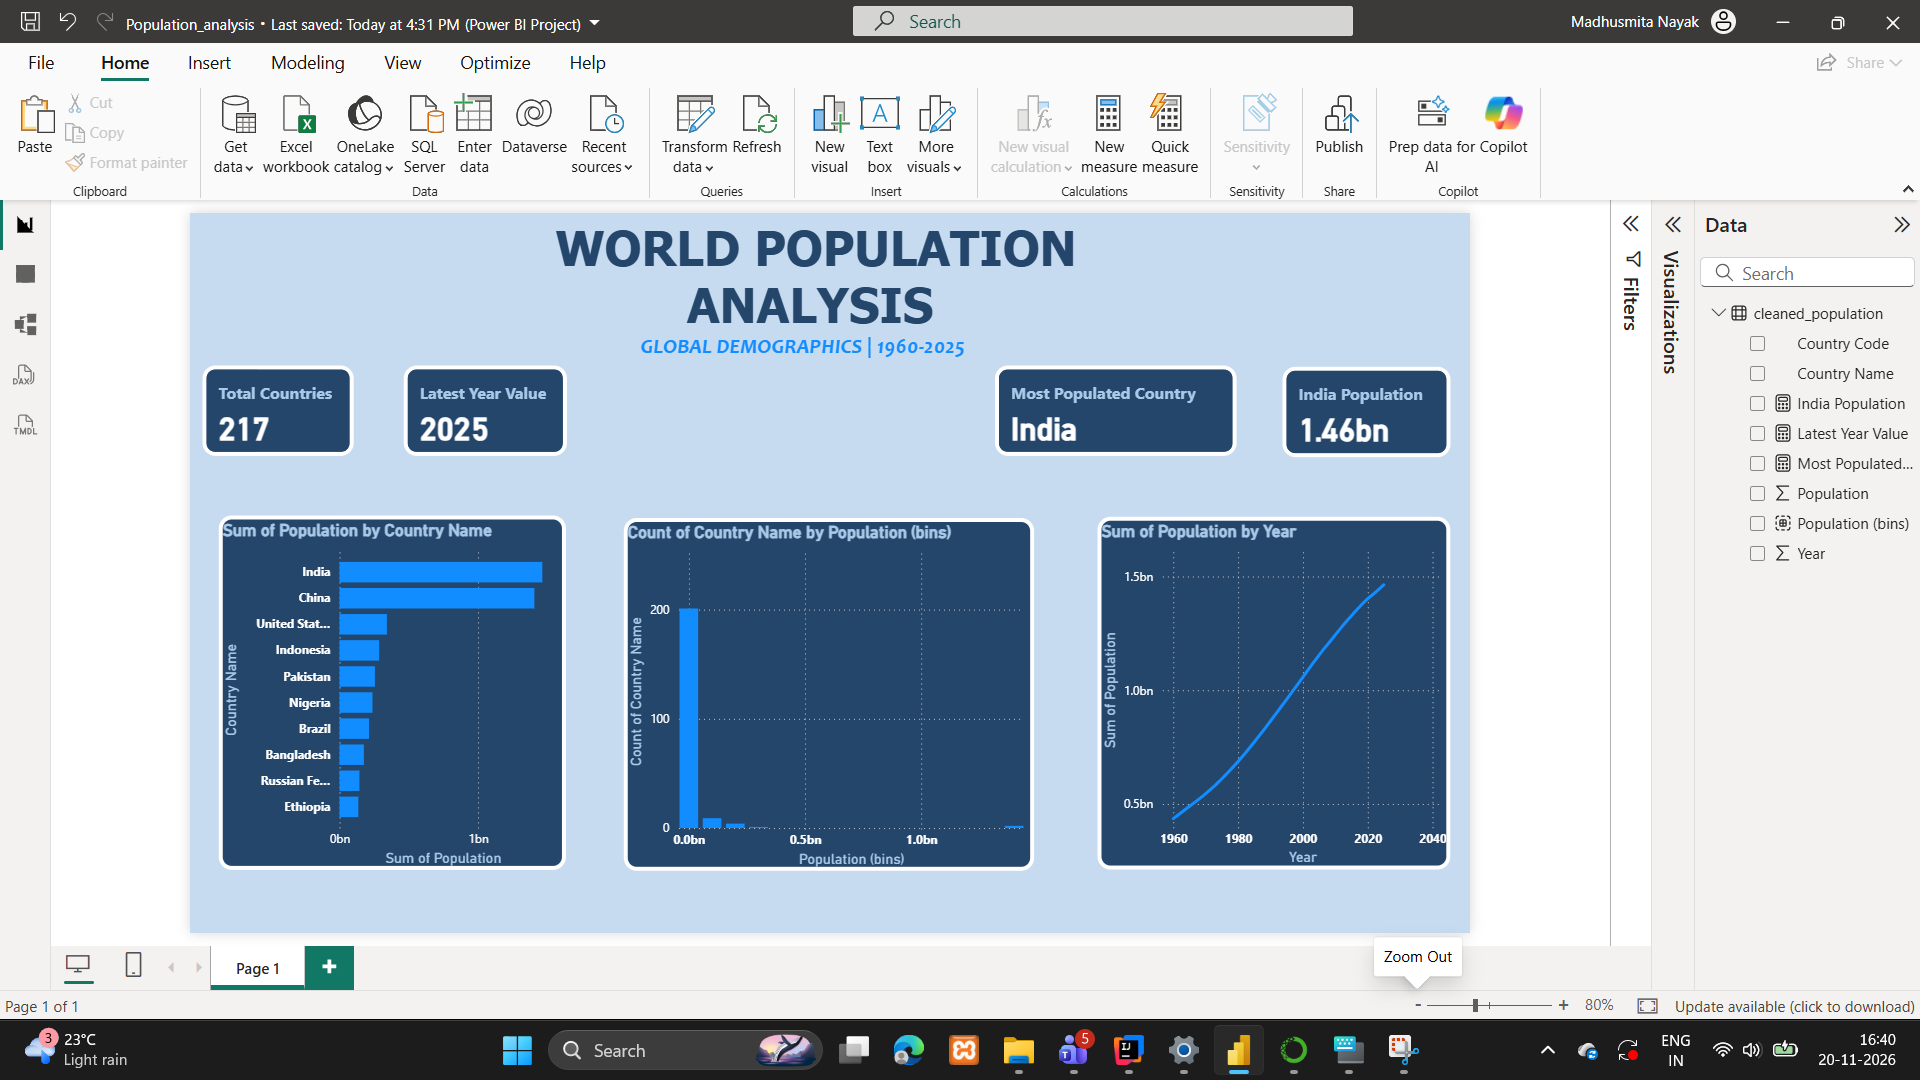 Population_analysis • Last saved: Today at 4:31 PM (Power BI Project)
Search
Madhusmita Nayak
File
Home
Insert
Modeling
View
Optimize
Help
Share
Paste
Cut
Copy
Format painter
Clipboard
Get data
Excel workbook
OneLake catalog
SQL Server
Enter data
Dataverse
Recent sources
Data
Transform data
Refresh
Queries
New visual
Text box
More visuals
Insert
New visual calculation
New measure
Quick measure
Calculations
Sensitivity
Sensitivity
Publish
Share
Prep data for AI
Copilot
Copilot
DAX
TMDL
WORLD POPULATION
ANALYSIS
GLOBAL DEMOGRAPHICS | 1960-2025
Total Countries
217
Latest Year Value
2025
Most Populated Country
India
India Population
1.46bn
Sum of Population by Country Name
Country Name
India
China
United Stat...
Indonesia
Pakistan
Nigeria
Brazil
Bangladesh
Russian Fe...
Ethiopia
0bn 1bn
Sum of Population
Count of Country Name by Population (bins)
Count of Country Name
200
100
0
0.0bn 0.5bn 1.0bn
Population (bins)
Sum of Population by Year
Sum of Population
1.5bn
1.0bn
0.5bn
1960 1980 2000 2020 2040
Year
Filters
Visualizations
Data
Search
cleaned_population
Country Code
Country Name
India Population
Latest Year Value
Most Populated...
Population
Population (bins)
Year
Page 1
Zoom Out
Page 1 of 1
- + 80%
Update available (click to download)
3
23°C
Light rain
Search
5
ENG
IN
16:40
20-11-2026